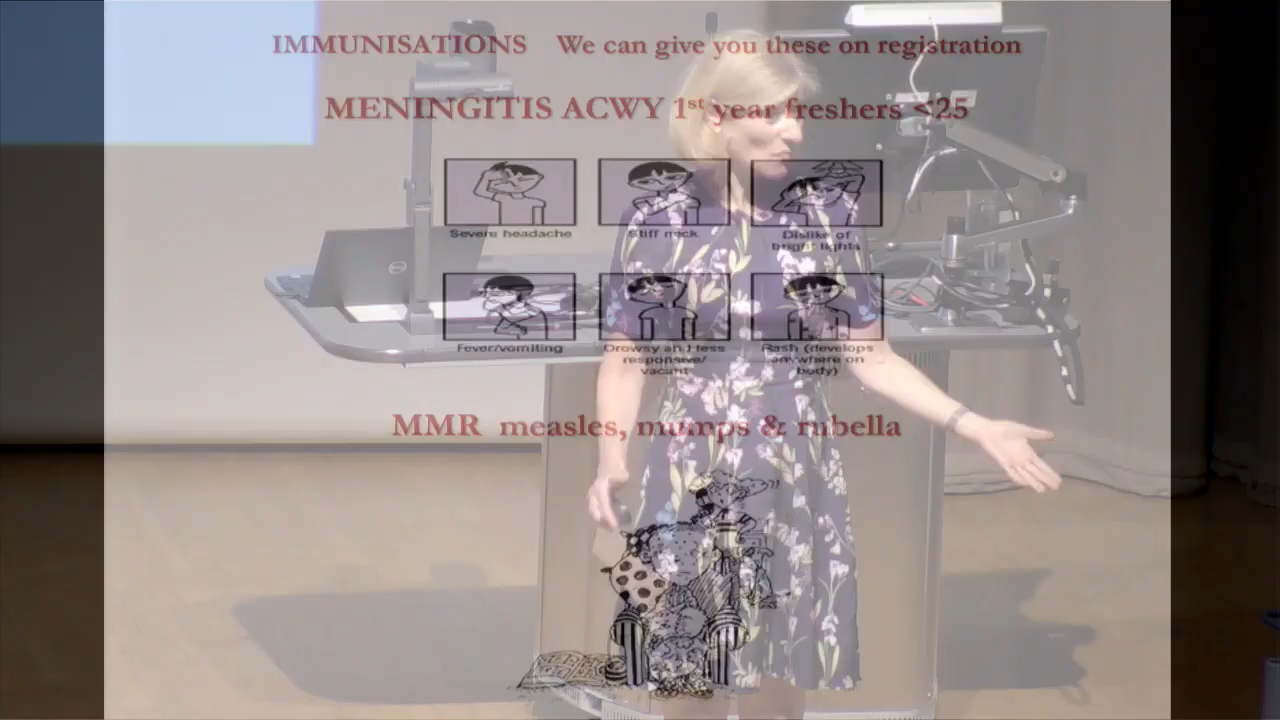 IMMUNISATIONS We can give you these on registration
MENINGITIS ACWY 1st year freshers <25
Severe headache
Stiff neck
Dislike of
bright lights
Fever/vomiting
Drowsy and less
responsive/
vacant
Rash (develops
anywhere on
body)
MMR measles, mumps & rubella
DELL